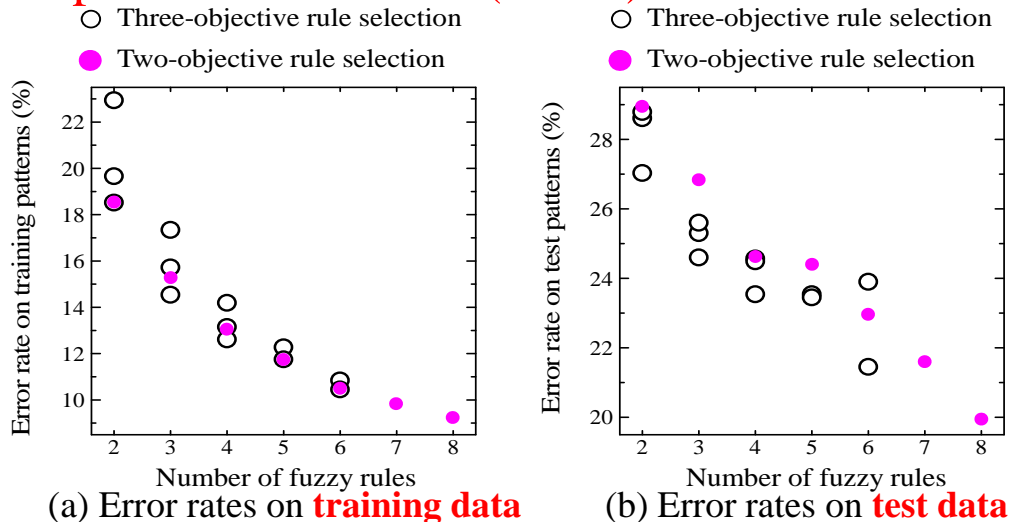 Three-objective rule selection
Two-objective rule selection
Error rate on training patterns (%)
22
20
18
16
14
12
10
2 3 4 5 6 7 8
Number of fuzzy rules
(a) Error rates on training data
Three-objective rule selection
Two-objective rule selection
Error rate on test patterns (%)
28
26
24
22
20
2 3 4 5 6 7 8
Number of fuzzy rules
(b) Error rates on test data